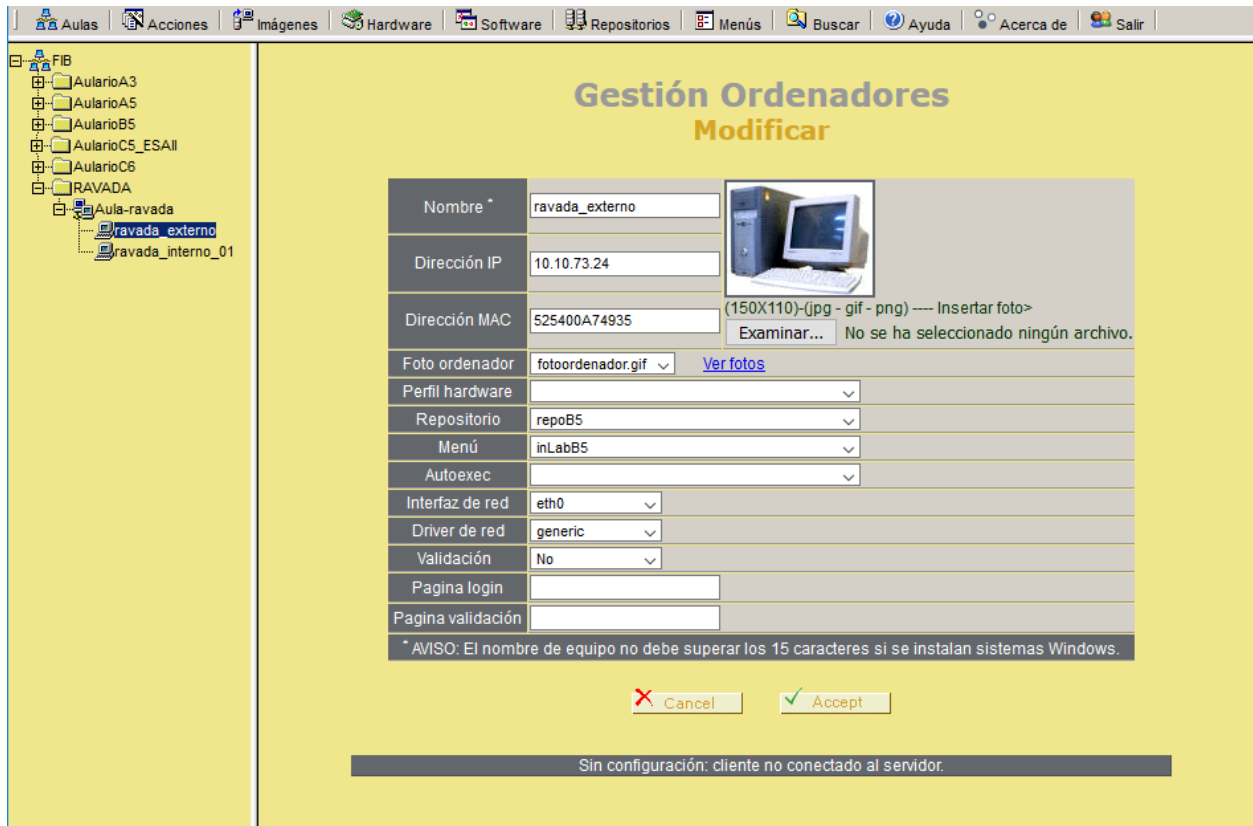 Aulas Acciones Imágenes Hardware Software Repositorios Menús Buscar Ayuda Acerca de Salir
FIB
AularioA3
AularioA5
AularioB5
AularioC5_ESAII
AularioC6
RAVADA
Aula-ravada
ravada_externo
ravada_interno_01
Gestión Ordenadores
Modificar
Nombre * ravada_externo
Dirección IP 10.10.73.24
Dirección MAC 525400A74935
(150X110)-(jpg - gif - png) ---- Insertar foto>
Examinar... No se ha seleccionado ningún archivo.
Foto ordenador fotoordenador.gif Ver fotos
Perfil hardware
Repositorio repoB5
Menú inLabB5
Autoexec
Interfaz de red eth0
Driver de red generic
Validación No
Pagina login
Pagina validación
* AVISO: El nombre de equipo no debe superar los 15 caracteres si se instalan sistemas Windows.
Cancel Accept
Sin configuración: cliente no conectado al servidor.